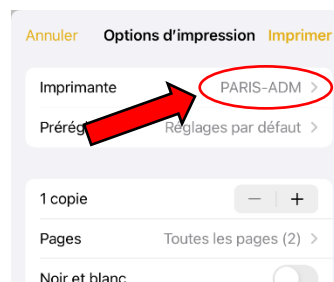 Annuler Options d'impression Imprimer
Imprimante PARIS-ADM >
Réglages par défaut >
1 copie − +
Pages Toutes les pages (2) >
Noir et blanc